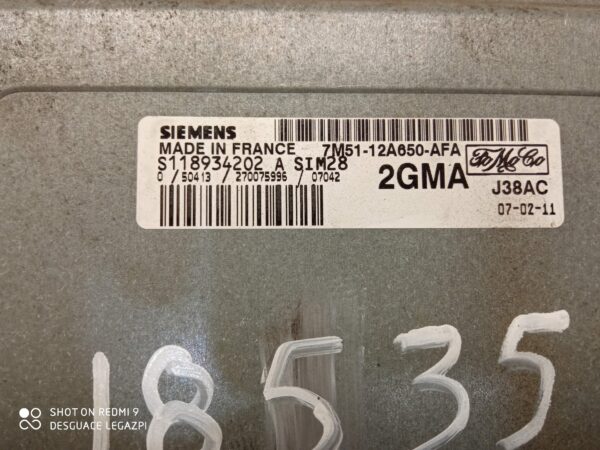 SIEMENS
MADE IN FRANCE 7M51-12A650-AFA
S118934202 A SIM28
0 /50413/270075996 /07042
2GMA
FoMoCo
J38AC
07-02-11
18535
SHOT ON REDMI 9
DESGUACE LEGAZPI